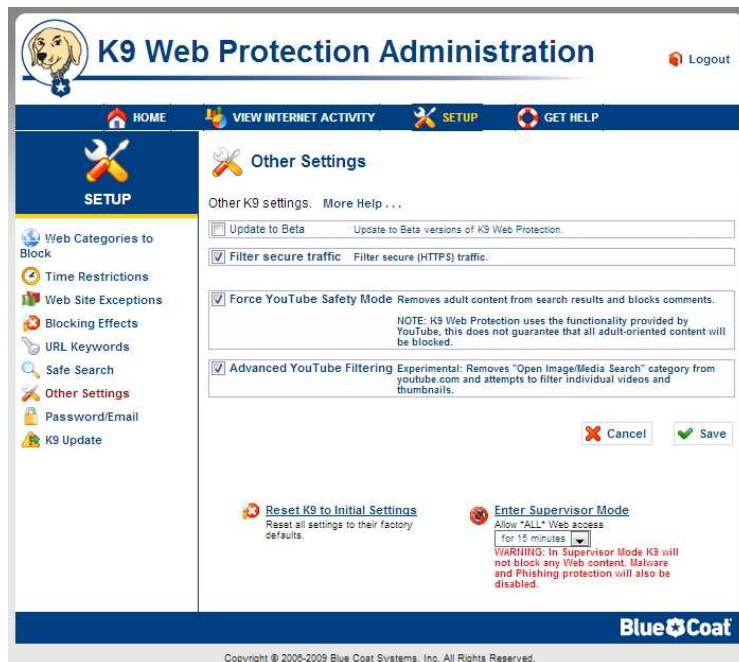 K9 Web Protection Administration
Logout
HOME
VIEW INTERNET ACTIVITY
SETUP
GET HELP
SETUP
Web Categories to
Block
Time Restrictions
Web Site Exceptions
Blocking Effects
URL Keywords
Safe Search
Other Settings
Password/Email
K9 Update
Other Settings
Other K9 settings. More Help . . .
Update to Beta Update to Beta versions of K9 Web Protection.
Filter secure traffic Filter secure (HTTPS) traffic.
Force YouTube Safety Mode Removes adult content from search results and blocks comments.
NOTE: K9 Web Protection uses the functionality provided by
YouTube, this does not guarantee that all adult-oriented content will
be blocked.
Advanced YouTube Filtering Experimental: Removes "Open Image/Media Search" category from
youtube.com and attempts to filter individual videos and
thumbnails.
Cancel
Save
Reset K9 to Initial Settings
Reset all settings to their factory
defaults.
Enter Supervisor Mode
Allow *ALL* Web access
for 15 minutes
WARNING: In Supervisor Mode K9 will
not block any Web content. Malware
and Phishing protection will also be
disabled.
Blue Coat
Copyright © 2006-2009 Blue Coat Systems, Inc. All Rights Reserved.